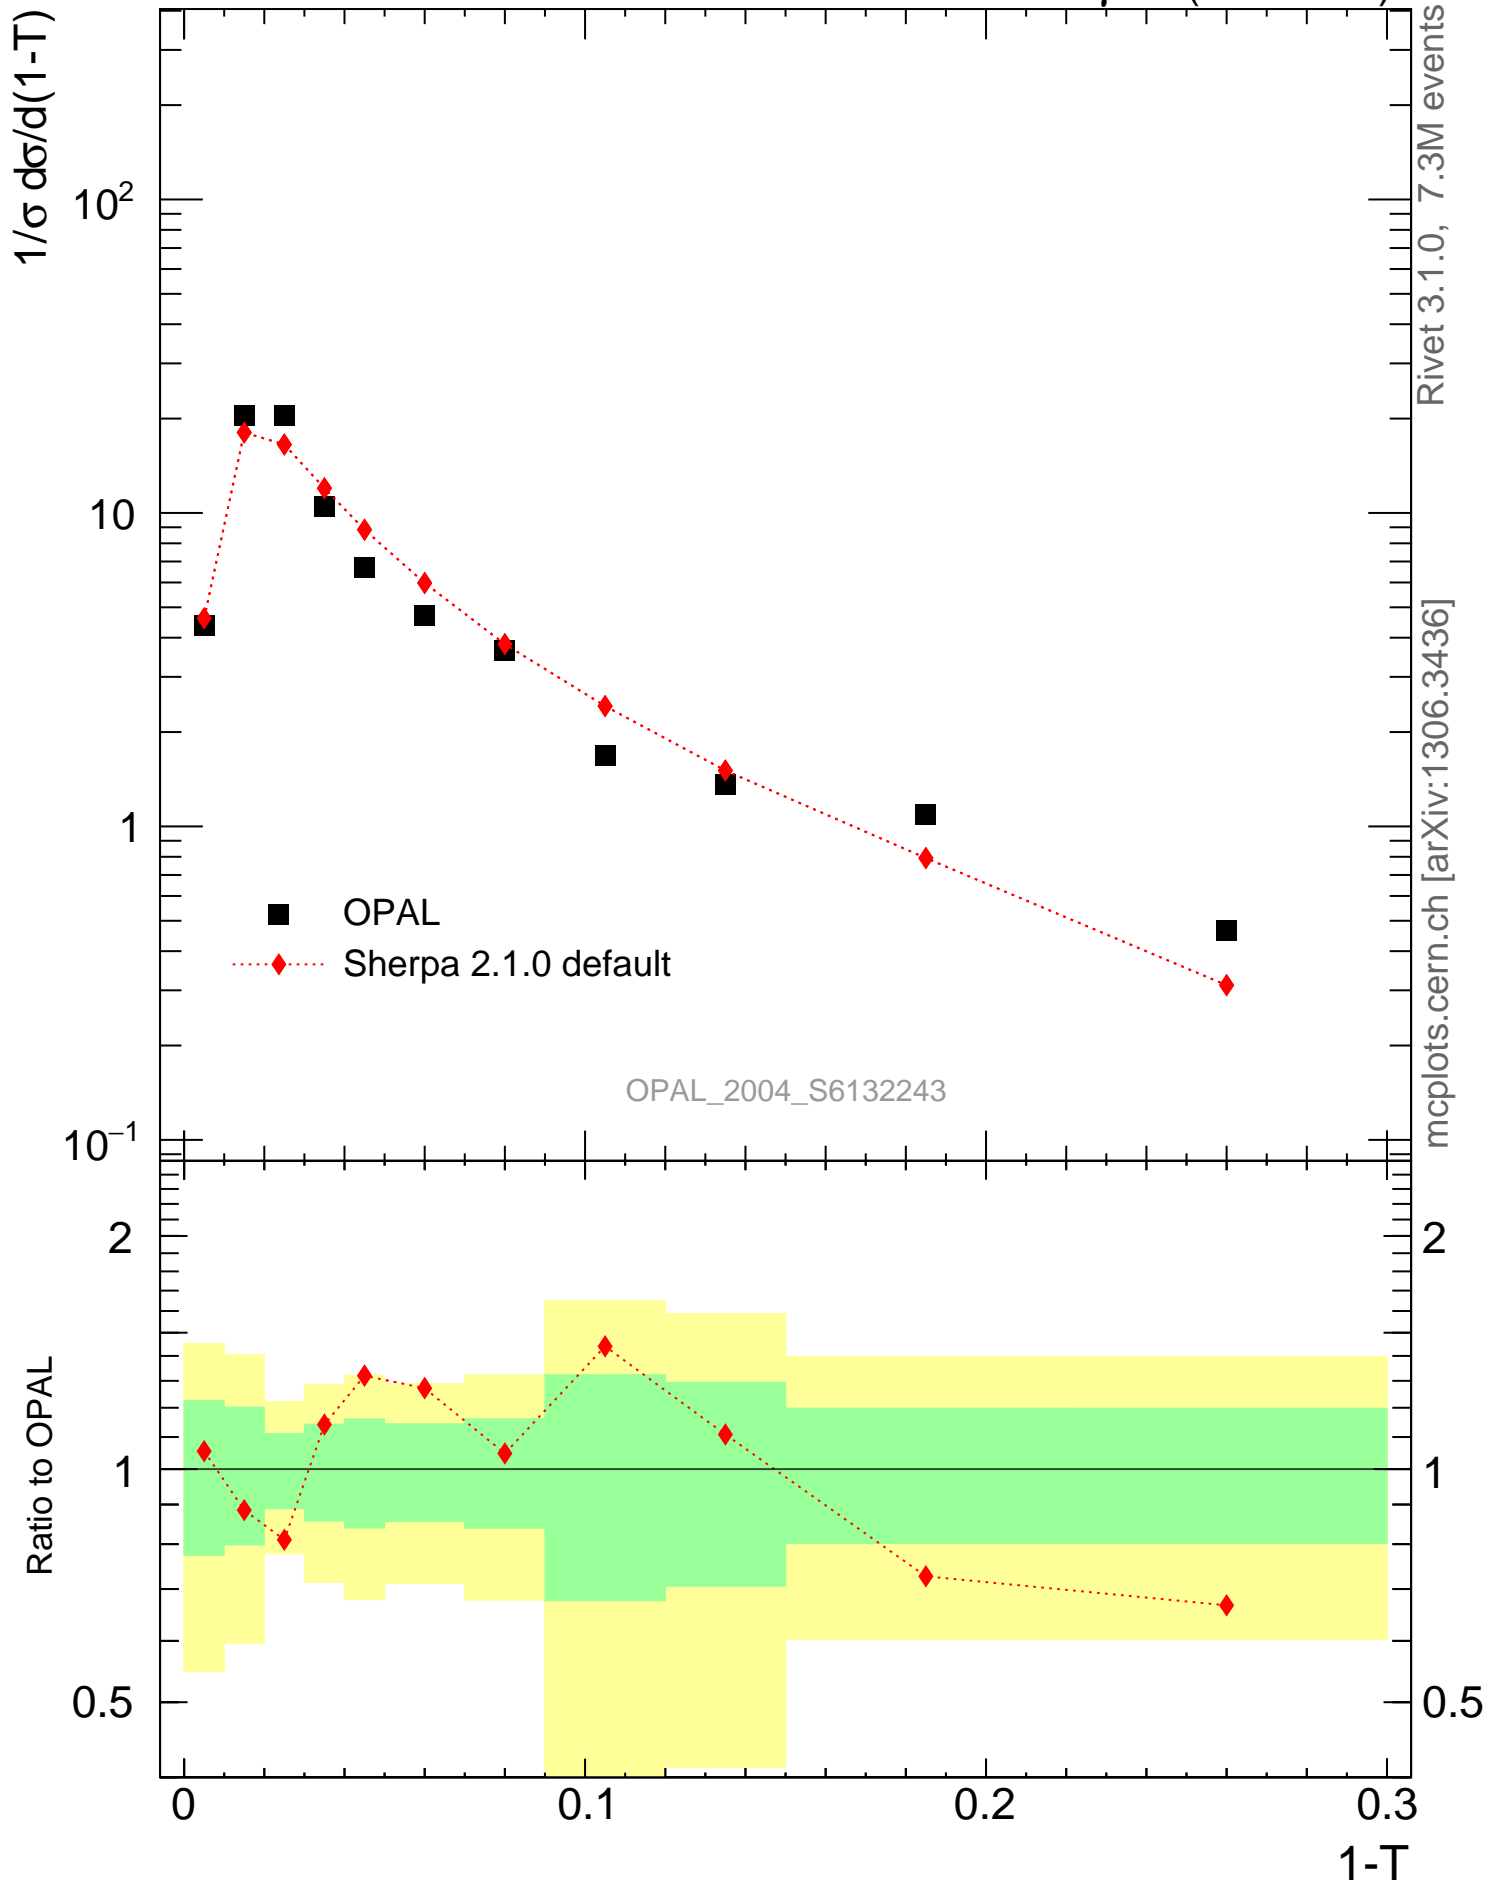 1/σ dσ/d(1-T)
10²
10
1
10⁻¹
OPAL
Sherpa 2.1.0 default
OPAL_2004_S6132243
Rivet 3.1.0, 7.3M events
mcplots.cern.ch [arXiv:1306.3436]
Ratio to OPAL
2
1
0.5
2
1
0.5
0
0.1
0.2
0.3
1-T